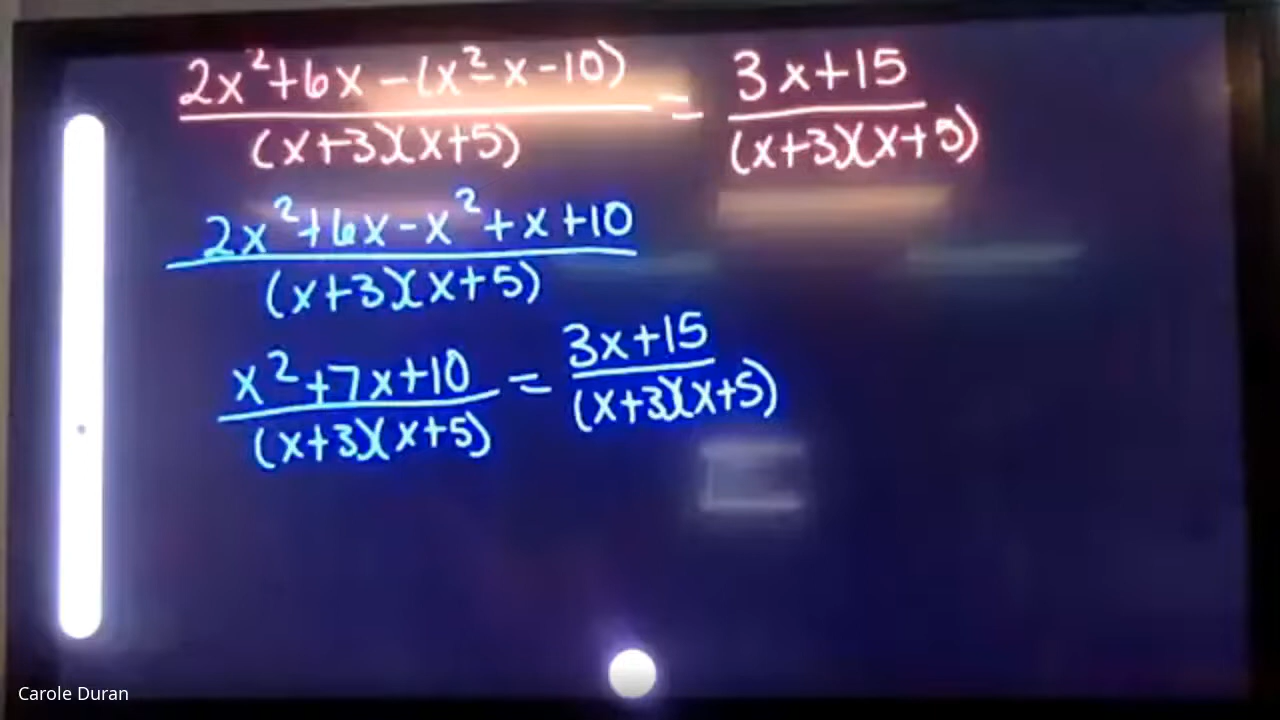 2x²+6x-(x²-x-10) = 3x+15
(x+3)(x+5) (x+3)(x+5)
2x²+6x-x²+x+10
(x+3)(x+5)
x²+7x+10 = 3x+15
(x+3)(x+5) (x+3)(x+5)
Carole Duran